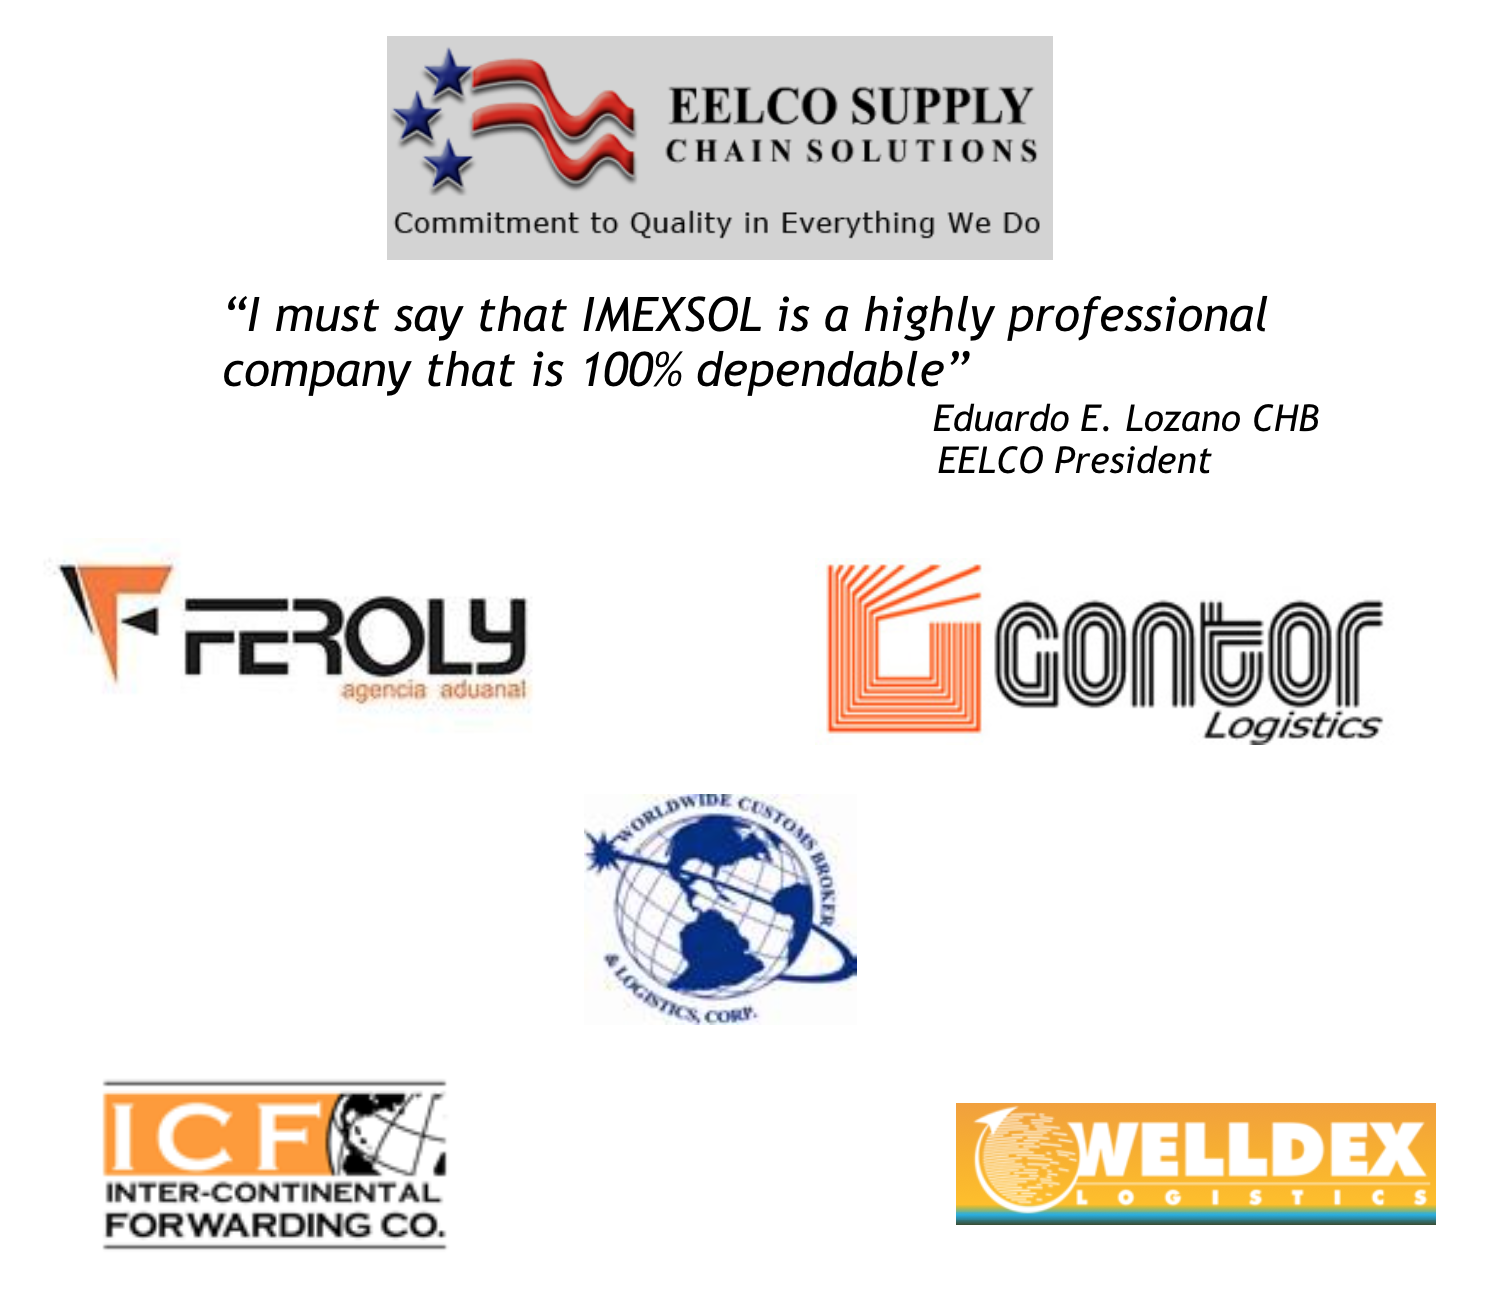 EELCO SUPPLY
CHAIN SOLUTIONS
Commitment to Quality in Everything We Do
“I must say that IMEXSOL is a highly professional
company that is 100% dependable”
Eduardo E. Lozano CHB
EELCO President
FEROLY
agencia aduanal
Gontor
Logistics
WORLDWIDE CUSTOMS BROKER
& LOGISTICS, CORP.
ICF
INTER-CONTINENTAL
FORWARDING CO.
WELLDEX
LOGISTICS